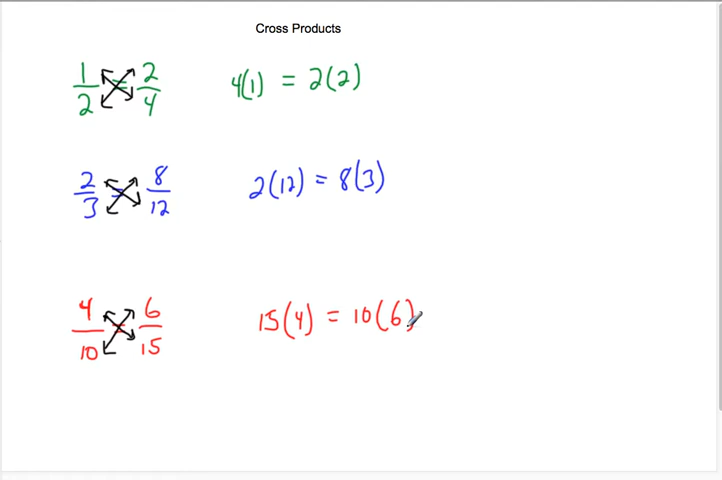 Cross Products
1/2 = 2/4 4(1) = 2(2)
2/3 = 8/12 2(12) = 8(3)
4/10 = 6/15 15(4) = 10(6)